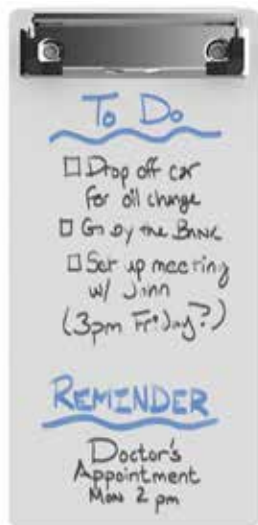 To Do
Drop off car
for oil change
Go by the Bank
Set up meeting
w/ John
(3pm Friday?)
REMINDER
Doctor's
Appointment
Mon 2 pm